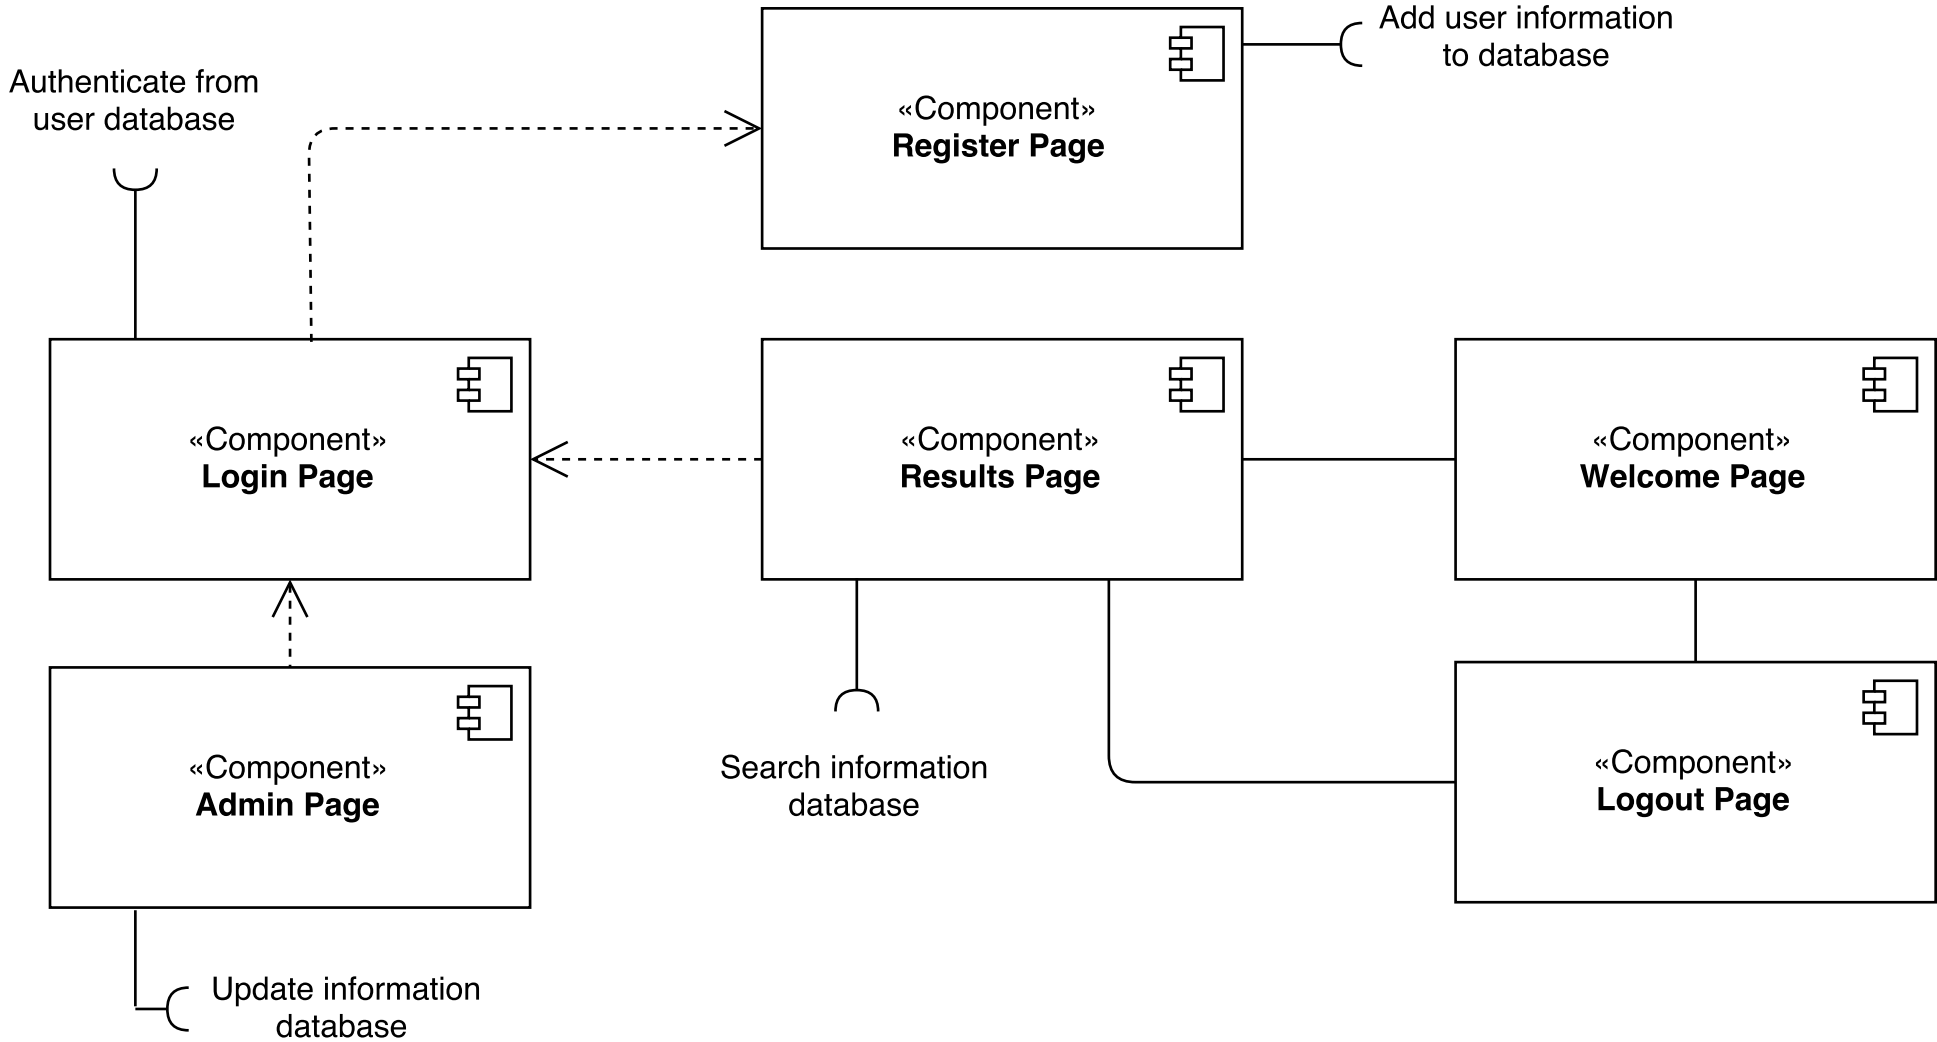 Add user information
to database
Authenticate from
user database
«Component»
Register Page
«Component»
Login Page
«Component»
Results Page
«Component»
Welcome Page
«Component»
Admin Page
Search information
database
«Component»
Logout Page
Update information
database